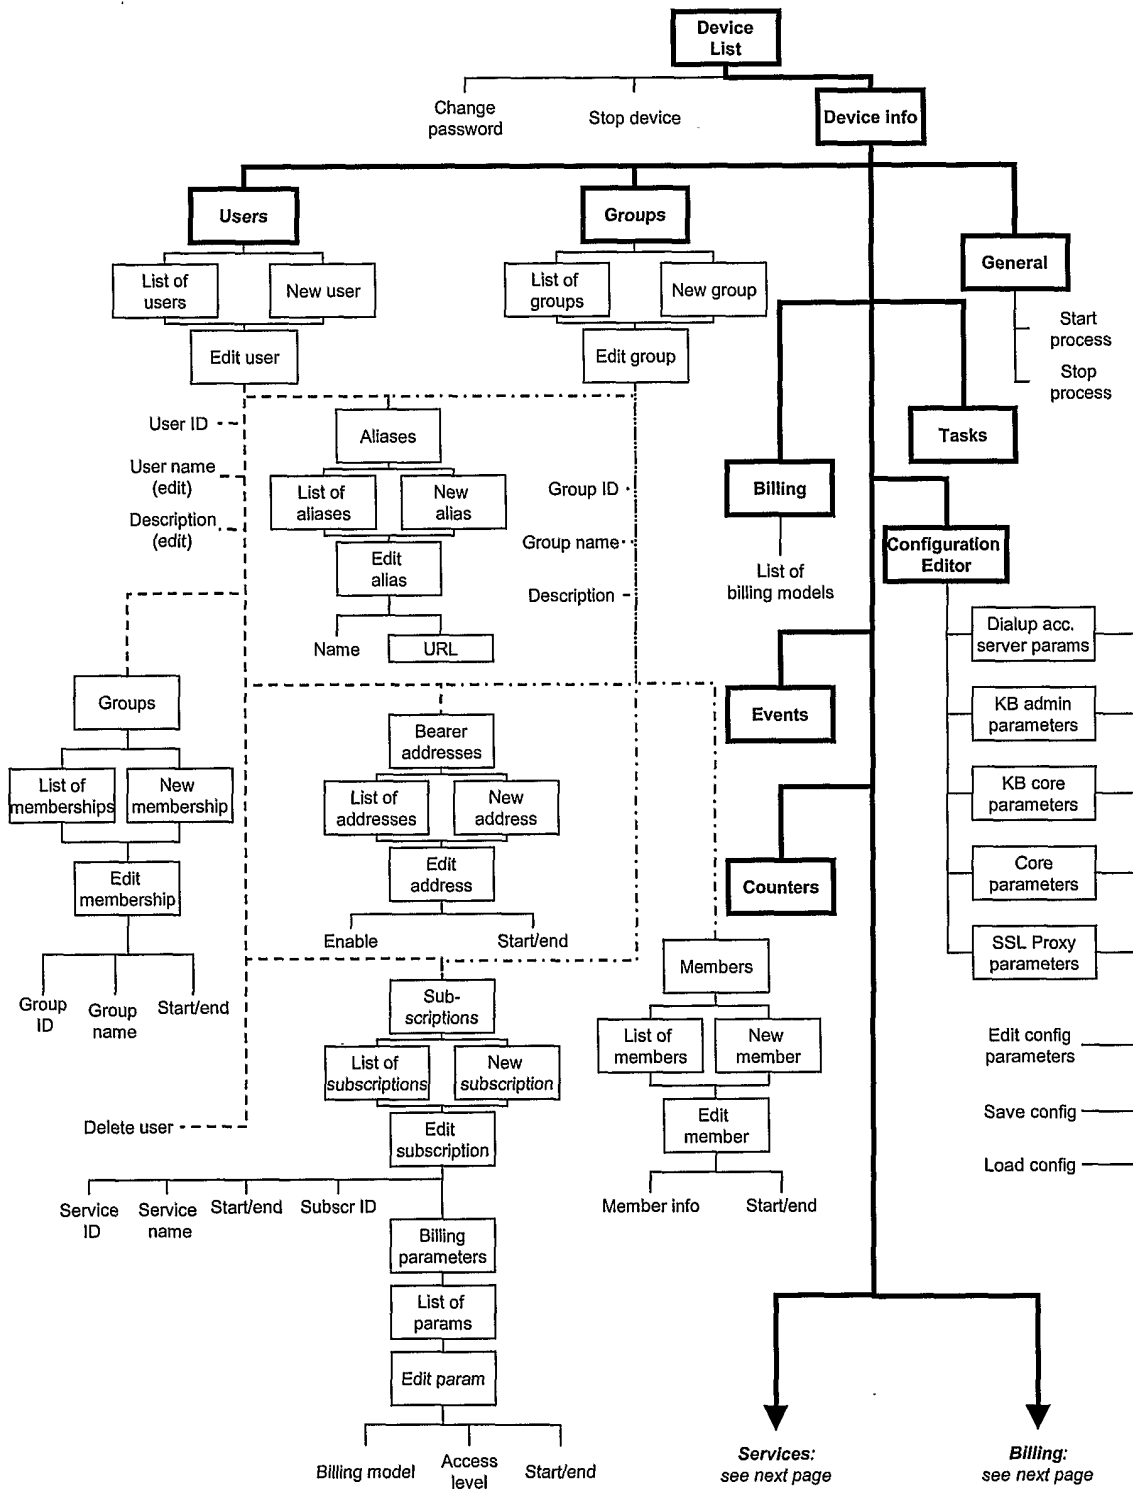 Device
List
Change
password
Stop device
Device info
Users
Groups
General
List of
users
New user
List of
groups
New group
Start
process
Edit user
Edit group
Stop
process
User ID
Aliases
Tasks
User name
(edit)
List of
aliases
New
alias
Group ID
Billing
Description
(edit)
Group name
Configuration
Editor
Edit
alias
List of
billing models
Description
Name
URL
Dialup acc.
server params
Groups
Events
KB admin
parameters
Bearer
addresses
List of
memberships
New
membership
List of
addresses
New
address
KB core
parameters
Edit
membership
Edit
address
Counters
Core
parameters
Enable
Start/end
SSL Proxy
parameters
Members
Group
ID
Group
name
Start/end
Sub-
scriptions
List of
members
New
member
Edit config
parameters
List of
subscriptions
New
subscription
Delete user
Edit
subscription
Edit
member
Save config
Load config
Service
ID
Service
name
Start/end
Subscr ID
Member info
Start/end
Billing
parameters
List of
params
Edit param
Billing model
Access
level
Start/end
Services:
see next page
Billing:
see next page